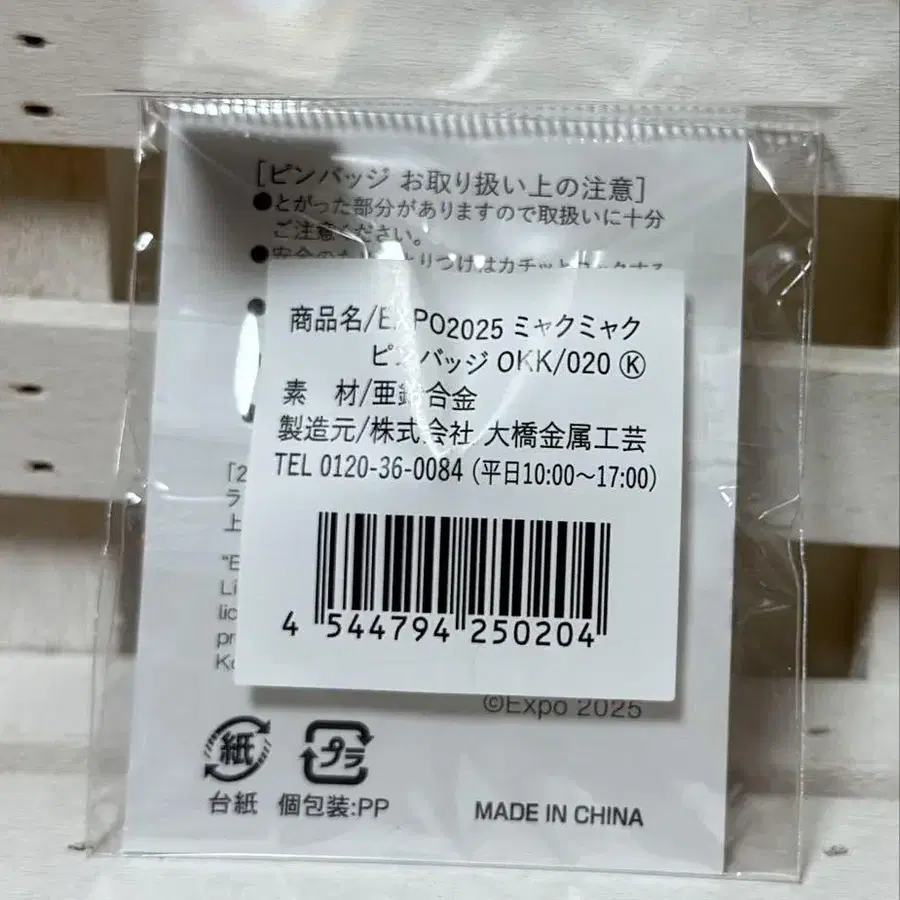 [ピンバッジ お取り扱い上の注意]
●とがった部分がありますので取扱いに十分
ご注意ください。
商品名/EXPO2025 ミャクミャク
ピンバッジ OKK/020 Ⓚ
素 材/亜鉛合金
製造元/株式会社 大橋金属工芸
TEL 0120-36-0084 (平日10:00～17:00)
4 544794 250204
©Expo 2025
紙
プラ
台紙 個包装:PP
MADE IN CHINA